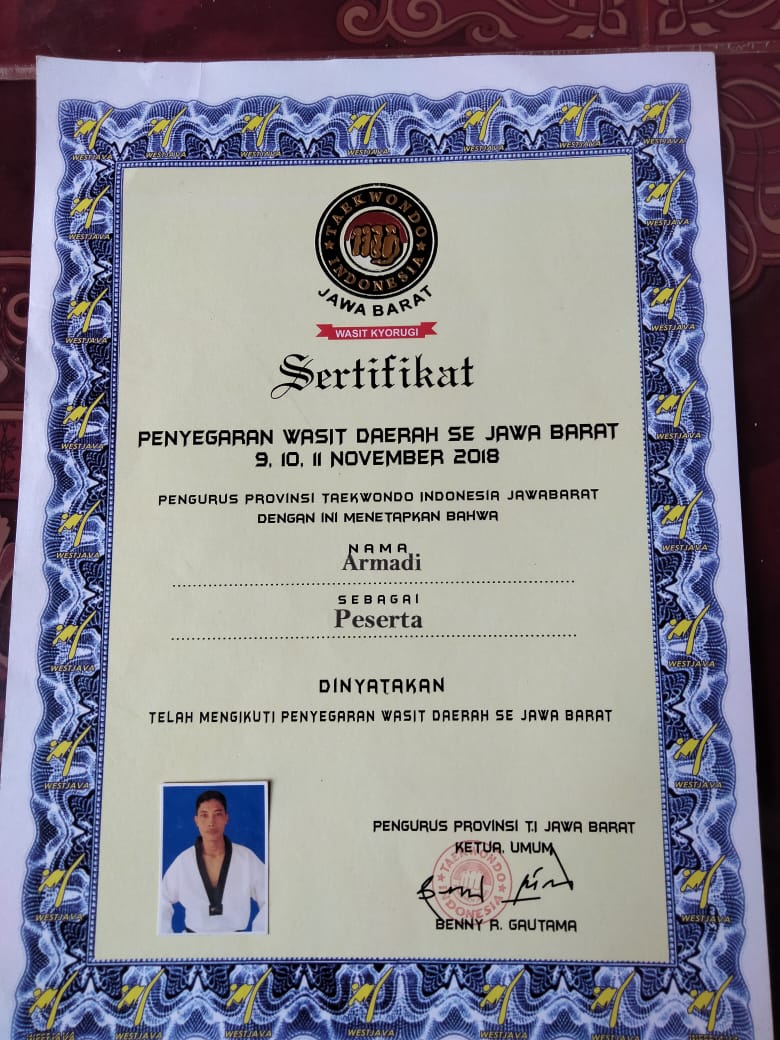 TAEKWONDO
INDONESIA
JAWA BARAT
WASIT KYORUGI
Sertifikat
PENYEGARAN WASIT DAERAH SE JAWA BARAT
9, 10, 11 NOVEMBER 2018
PENGURUS PROVINSI TAEKWONDO INDONESIA JAWABARAT
DENGAN INI MENETAPKAN BAHWA
NAMA
Armadi
SEBAGAI
Peserta
DINYATAKAN
TELAH MENGIKUTI PENYEGARAN WASIT DAERAH SE JAWA BARAT
PENGURUS PROVINSI T.I JAWA BARAT
KETUA UMUM
TAEKWONDO
INDONESIA
BENNY R. GAUTAMA
WESTJAVA